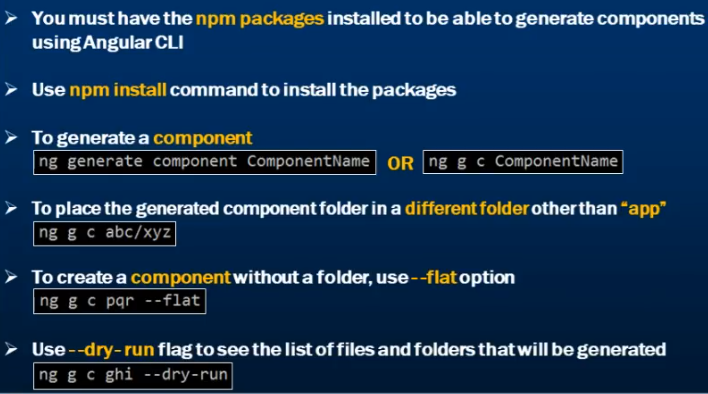 ➢ You must have the npm packages installed to be able to generate components
using Angular CLI
➢ Use npm install command to install the packages
➢ To generate a component
ng generate component ComponentName OR ng g c ComponentName
➢ To place the generated component folder in a different folder other than “app”
ng g c abc/xyz
➢ To create a component without a folder, use --flat option
ng g c pqr --flat
➢ Use --dry-run flag to see the list of files and folders that will be generated
ng g c ghi --dry-run